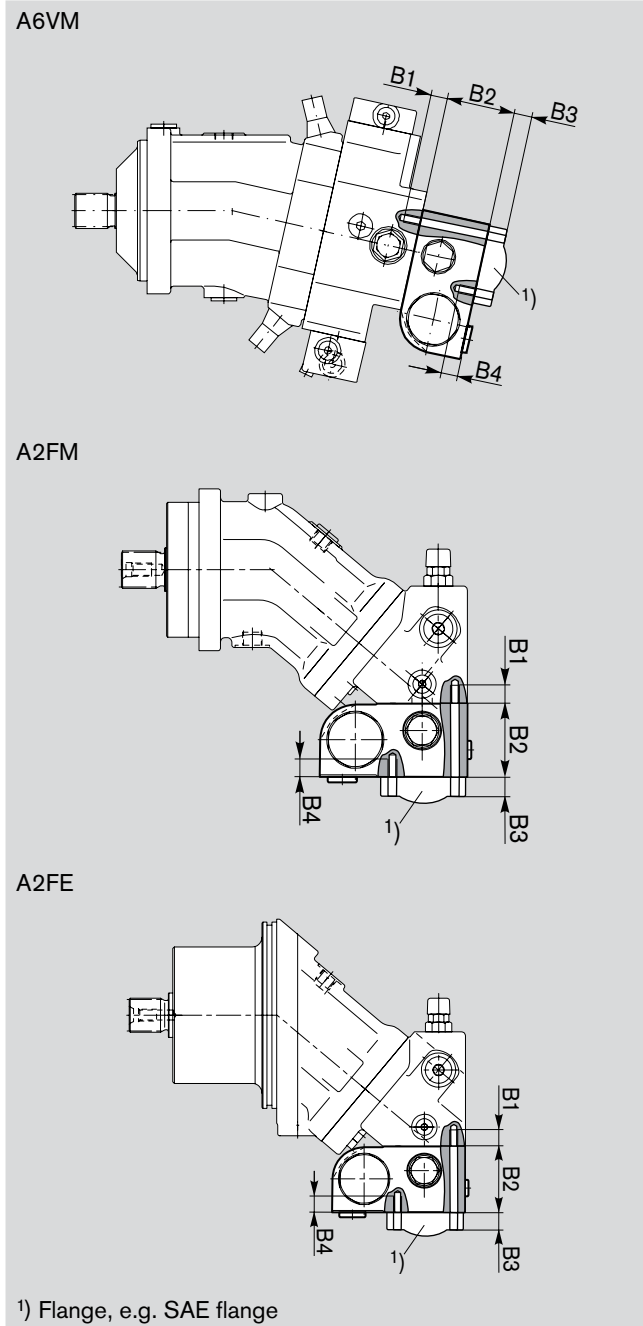 A6VM
B1
B2
B3
1)
B4
A2FM
B1
B2
B3
B4
1)
A2FE
B1
B2
B3
B4
1)
1) Flange, e.g. SAE flange